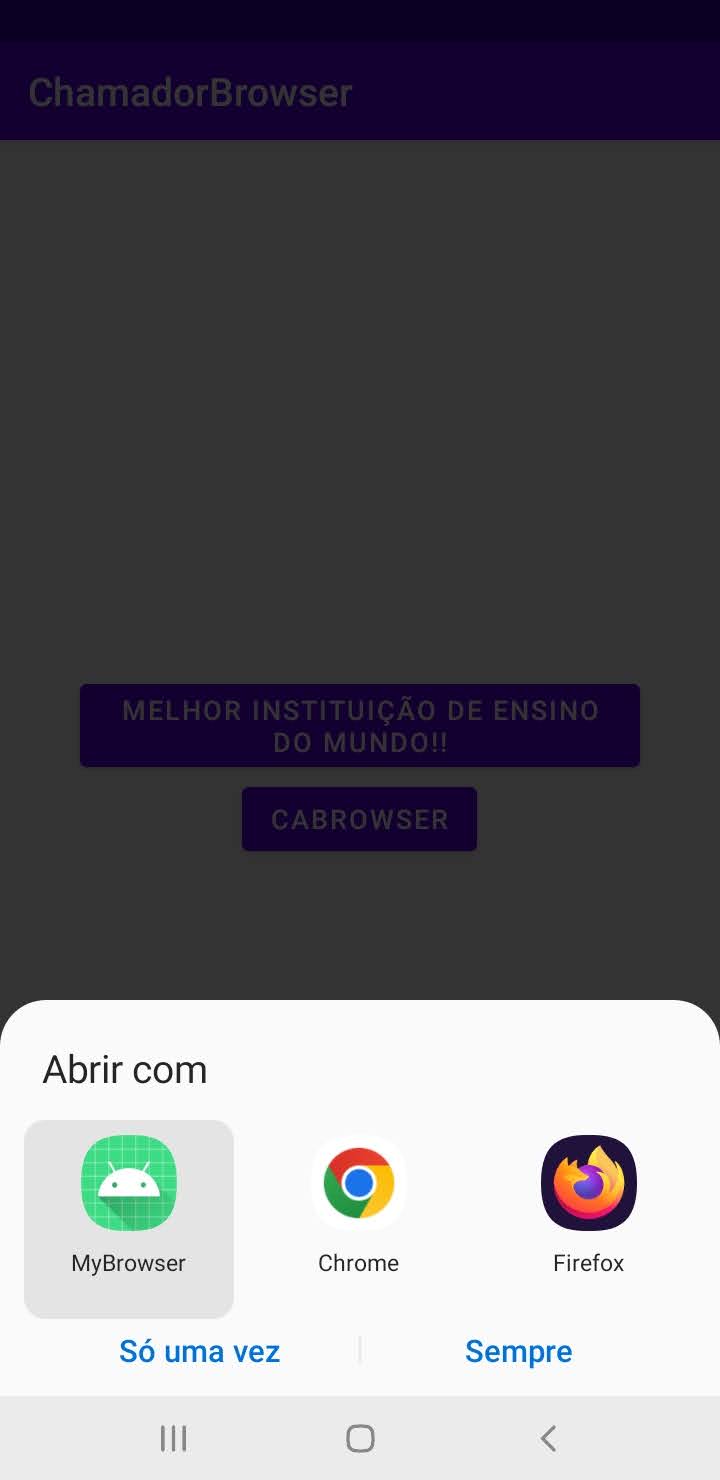 ChamadorBrowser
MELHOR INSTITUIÇÃO DE ENSINO
DO MUNDO!!
CABROWSER
Abrir com
MyBrowser
Chrome
Firefox
Só uma vez
Sempre